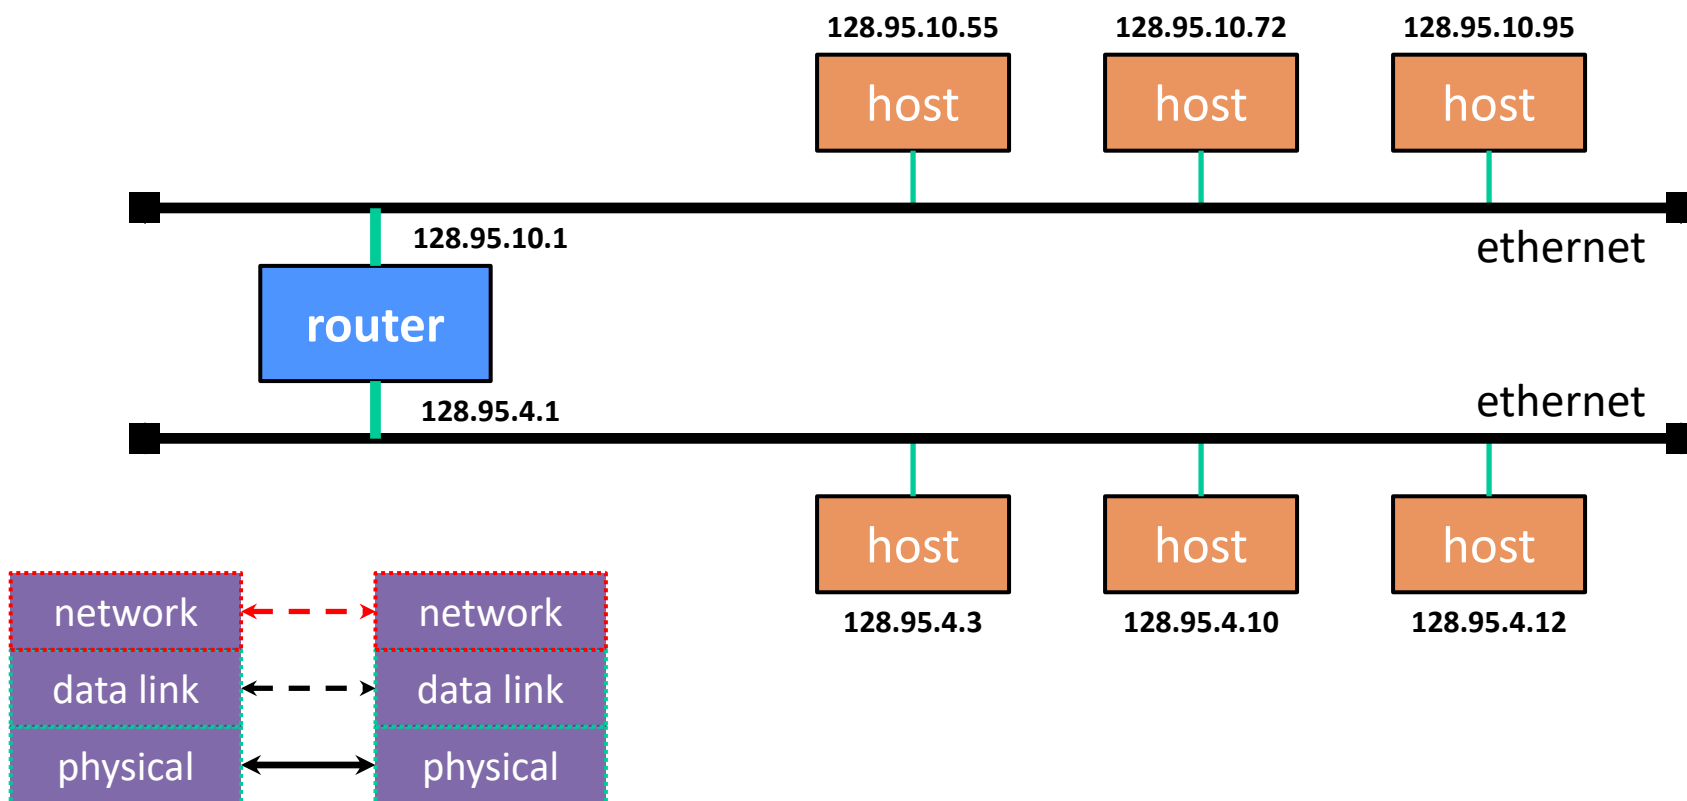 128.95.10.55 128.95.10.72 128.95.10.95
host host host
128.95.10.1
ethernet
router
128.95.4.1
ethernet
host host host
128.95.4.3 128.95.4.10 128.95.4.12
network network
data link data link
physical physical